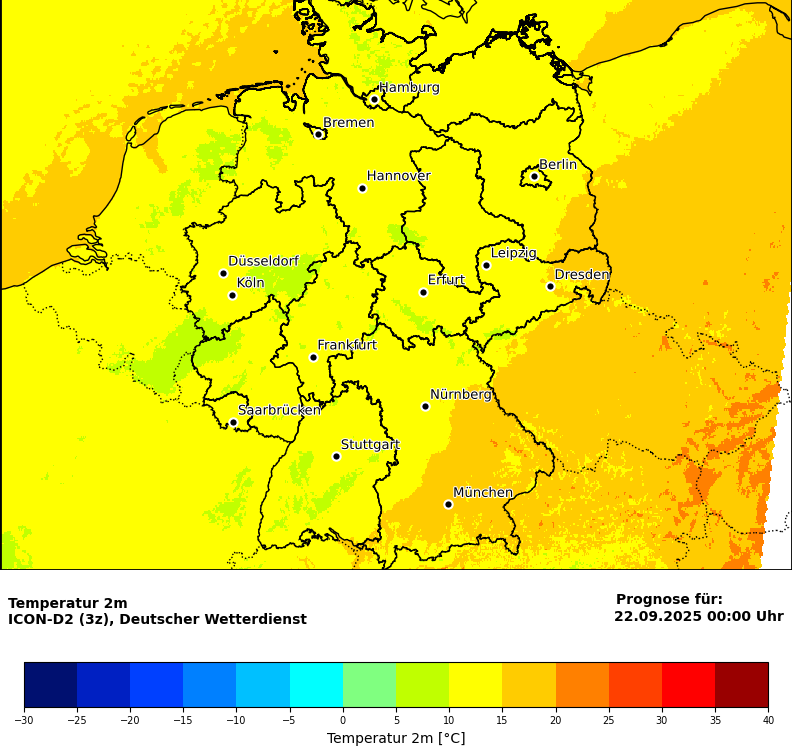 Hamburg
Bremen
Berlin
Hannover
Leipzig
Düsseldorf
Dresden
Köln
Erfurt
Frankfurt
Nürnberg
Saarbrücken
Stuttgart
München
Temperatur 2m
ICON-D2 (3z), Deutscher Wetterdienst
Prognose für:
22.09.2025 00:00 Uhr
−30 −25 −20 −15 −10 −5 0 5 10 15 20 25 30 35 40
Temperatur 2m [°C]